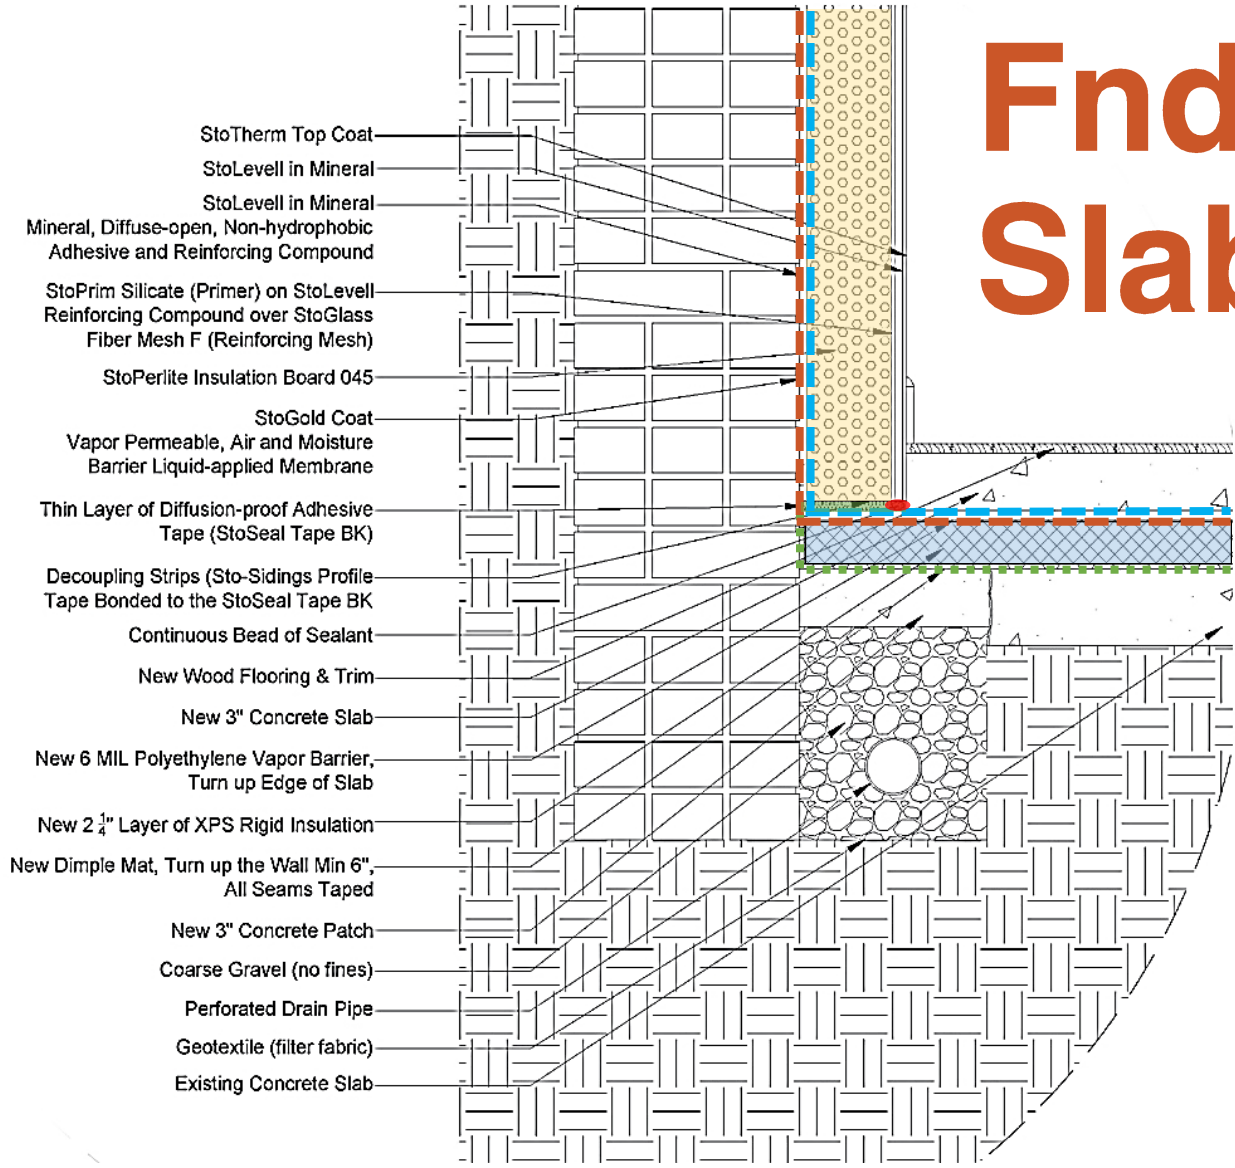 Fnd
Slab
StoTherm Top Coat
StoLevell in Mineral
StoLevell in Mineral
Mineral, Diffuse-open, Non-hydrophobic
Adhesive and Reinforcing Compound
StoPrim Silicate (Primer) on StoLevell
Reinforcing Compound over StoGlass
Fiber Mesh F (Reinforcing Mesh)
StoPerlite Insulation Board 045
StoGold Coat
Vapor Permeable, Air and Moisture
Barrier Liquid-applied Membrane
Thin Layer of Diffusion-proof Adhesive
Tape (StoSeal Tape BK)
Decoupling Strips (Sto-Sidings Profile
Tape Bonded to the StoSeal Tape BK
Continuous Bead of Sealant
New Wood Flooring & Trim
New 3" Concrete Slab
New 6 MIL Polyethylene Vapor Barrier,
Turn up Edge of Slab
New 2 1/4" Layer of XPS Rigid Insulation
New Dimple Mat, Turn up the Wall Min 6",
All Seams Taped
New 3" Concrete Patch
Coarse Gravel (no fines)
Perforated Drain Pipe
Geotextile (filter fabric)
Existing Concrete Slab